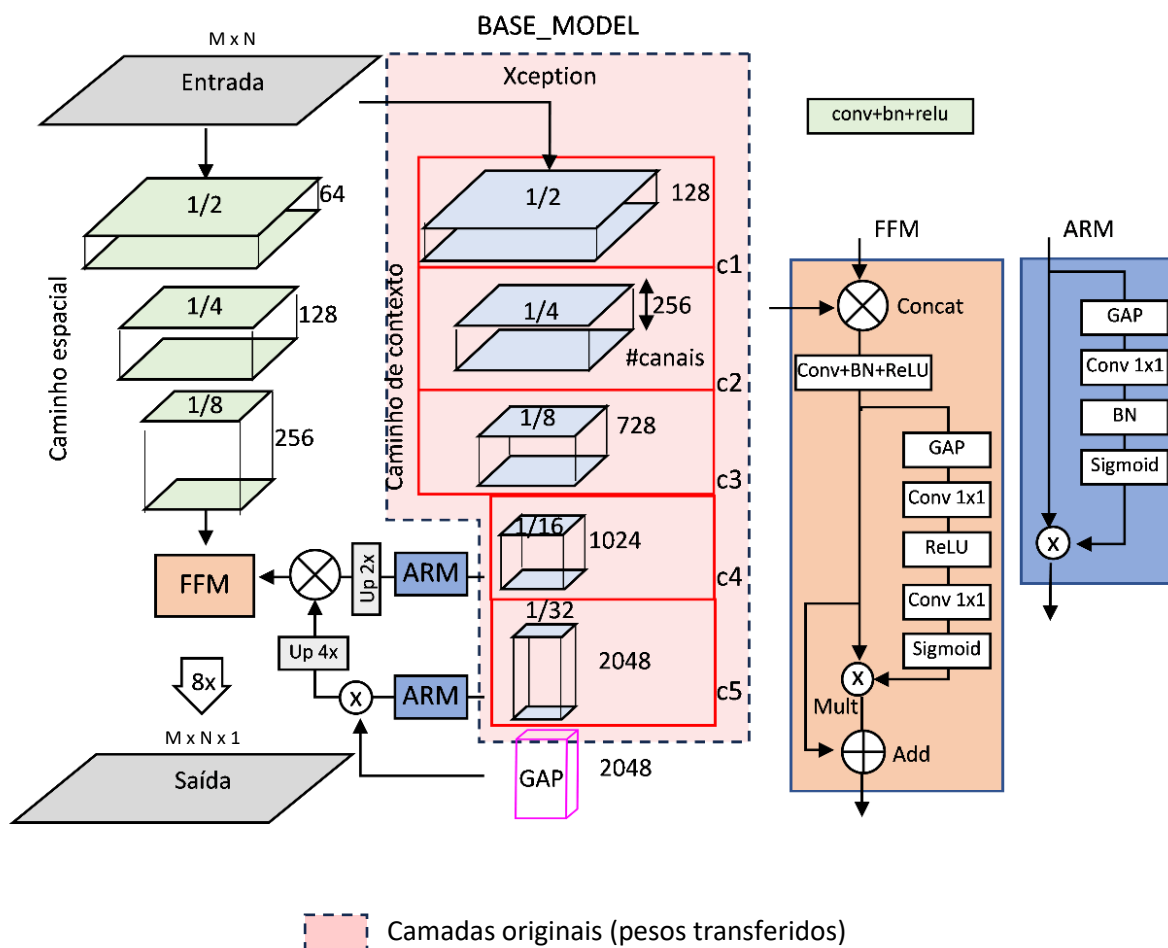 BASE_MODEL
M x N
Entrada
Xception
conv+bn+relu
Caminho espacial
1/2
64
1/4
128
1/8
256
Caminho de contexto
1/2
128
c1
1/4
256
#canais
c2
1/8
728
c3
1/16
1024
c4
1/32
2048
c5
GAP
2048
FFM
Up 2x
ARM
Up 4x
ARM
X
8x
M x N x 1
Saída
FFM
Concat
Conv+BN+ReLU
GAP
Conv 1x1
ReLU
Conv 1x1
Sigmoid
X
Mult
Add
ARM
GAP
Conv 1x1
BN
Sigmoid
X
Camadas originais (pesos transferidos)